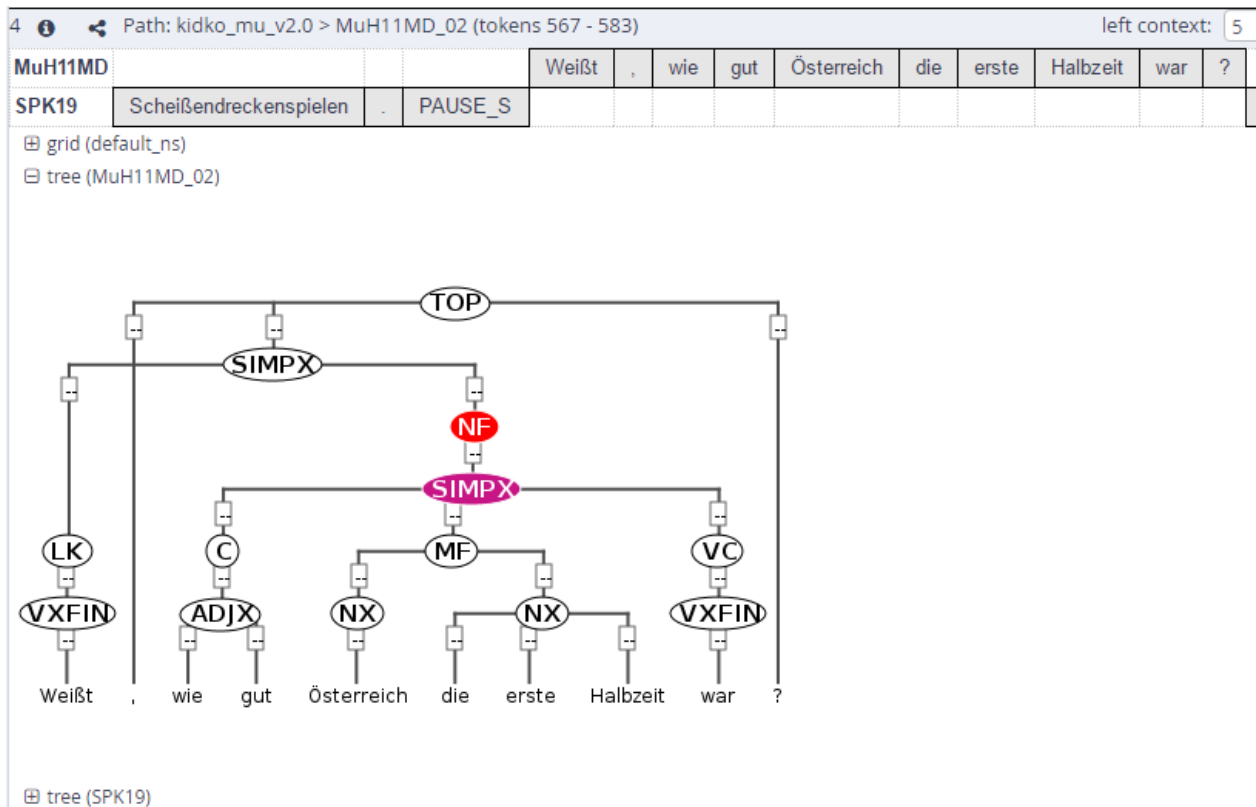 4 Path: kidko_mu_v2.0 > MuH11MD_02 (tokens 567 - 583) left context: 5
MuH11MD Weißt , wie gut Österreich die erste Halbzeit war ?
SPK19 Scheißendreckenspielen . PAUSE_S
grid (default_ns)
tree (MuH11MD_02)
TOP
-- -- --
SIMPX
-- --
NF
--
SIMPX
-- -- --
LK C MF VC
-- -- -- -- --
VXFIN ADJX NX NX VXFIN
-- -- -- -- -- -- -- --
Weißt , wie gut Österreich die erste Halbzeit war ?
tree (SPK19)